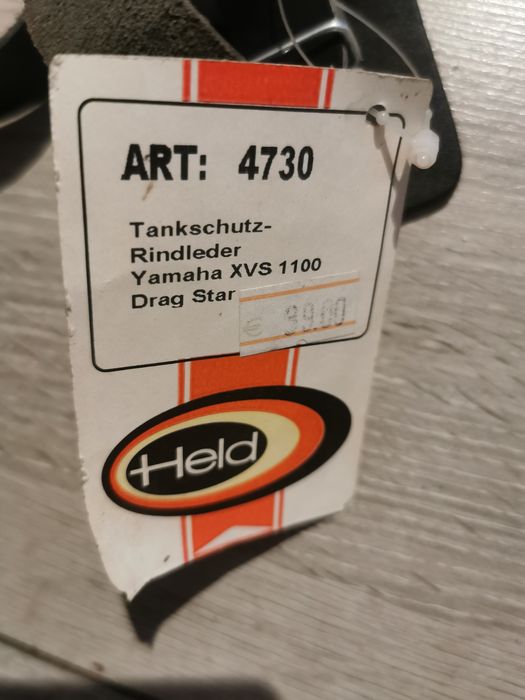 ART: 4730
Tankschutz-
Rindleder
Yamaha XVS 1100
Drag Star
€ 39.00
Held